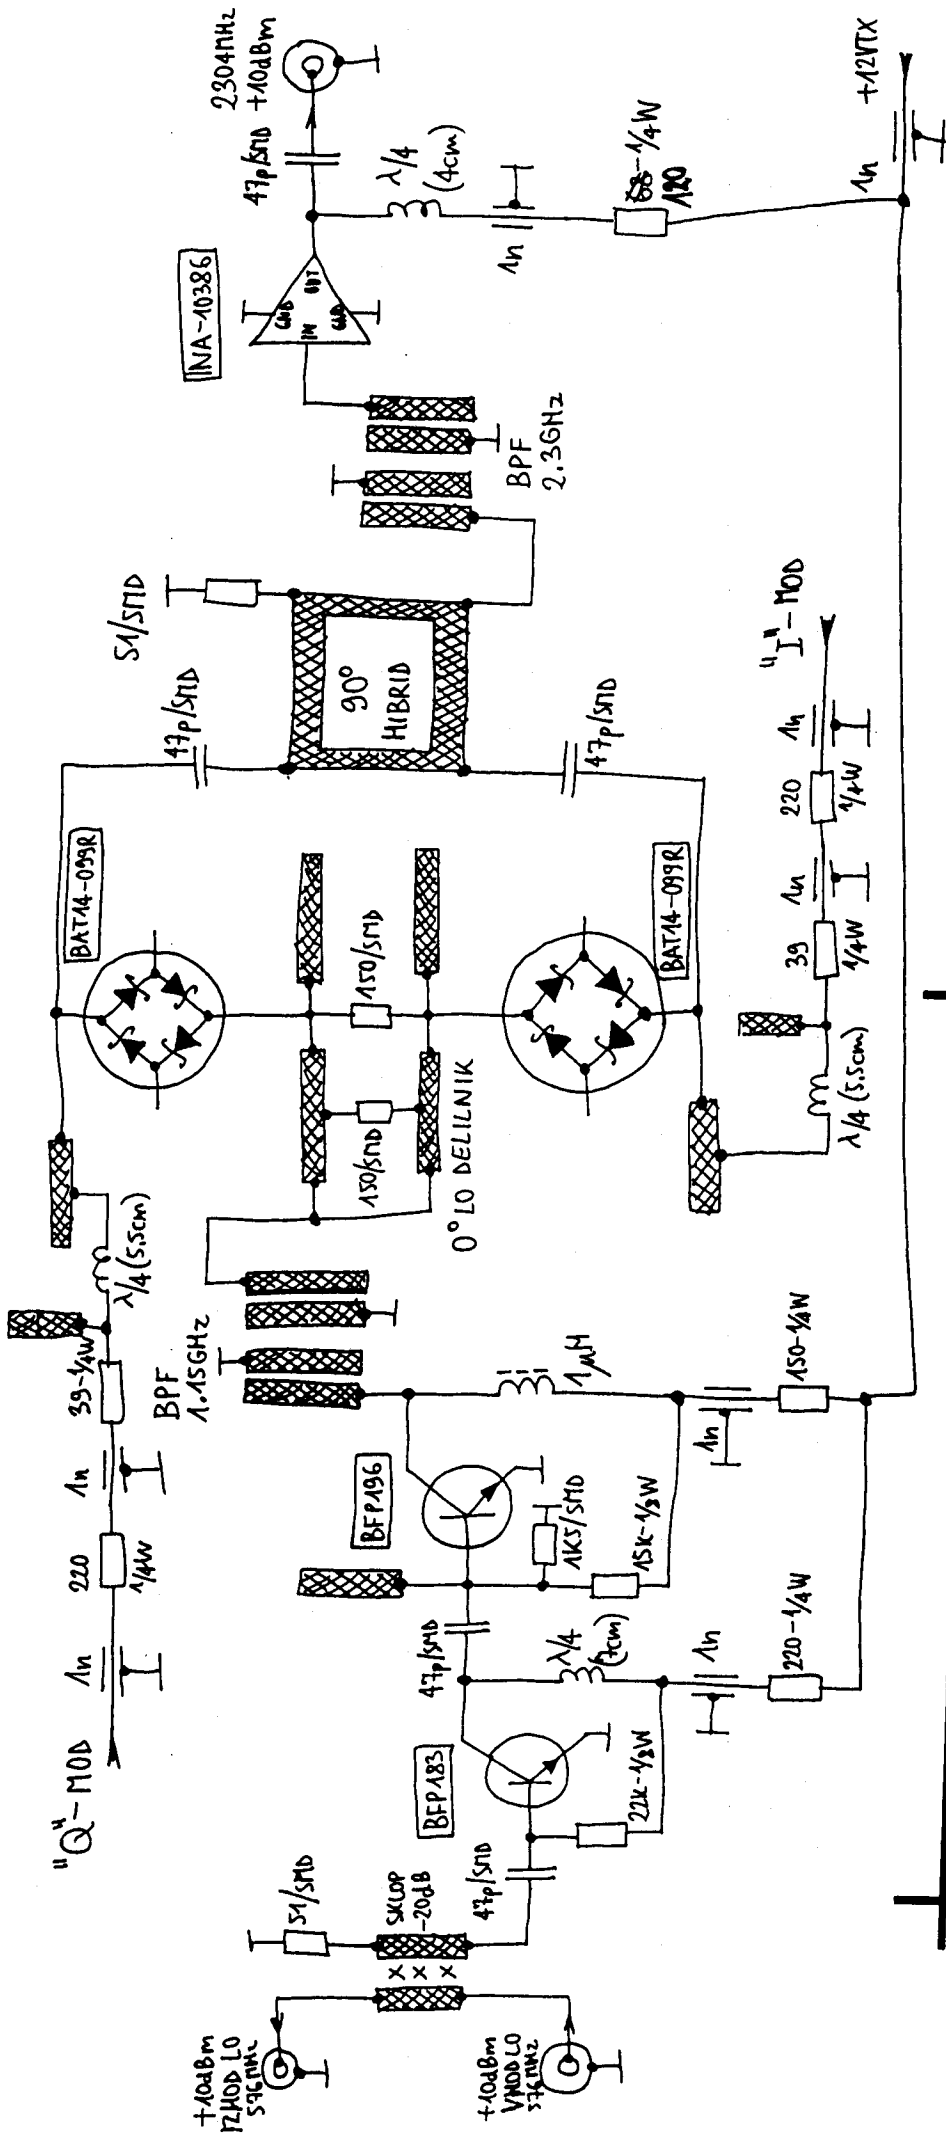 "Q"-MOD
1n
220
1/4W
1n
39-1/4W
λ/4 (5.5cm)
BAT14-099R
47p/SMD
51/SMD
90°
HIBRID
BPF
2.3GHz
INA-10386
GND
IN
OUT
GND
47p/SMD
2304MHz
+10dBm
λ/4
(4cm)
1n
1/4W
120
1n
+12VTX
+10dBm
IZHOD LO
576MHz
+10dBm
VHOD LO
576MHz
51/SMD
SKLOP
-20dB
x x x
47p/SMD
BFP183
22k-1/8W
47p/SMD
λ/4
(7cm)
1n
220-1/4W
BFP196
1k5/SMD
15k-1/8W
1µH
1n
150-1/4W
BPF
1.15GHz
0° LO DELILNIK
150/SMD
150/SMD
BAT14-099R
47p/SMD
λ/4 (5.5cm)
39
1/4W
1n
220
1/4W
1n
"I"-MOD